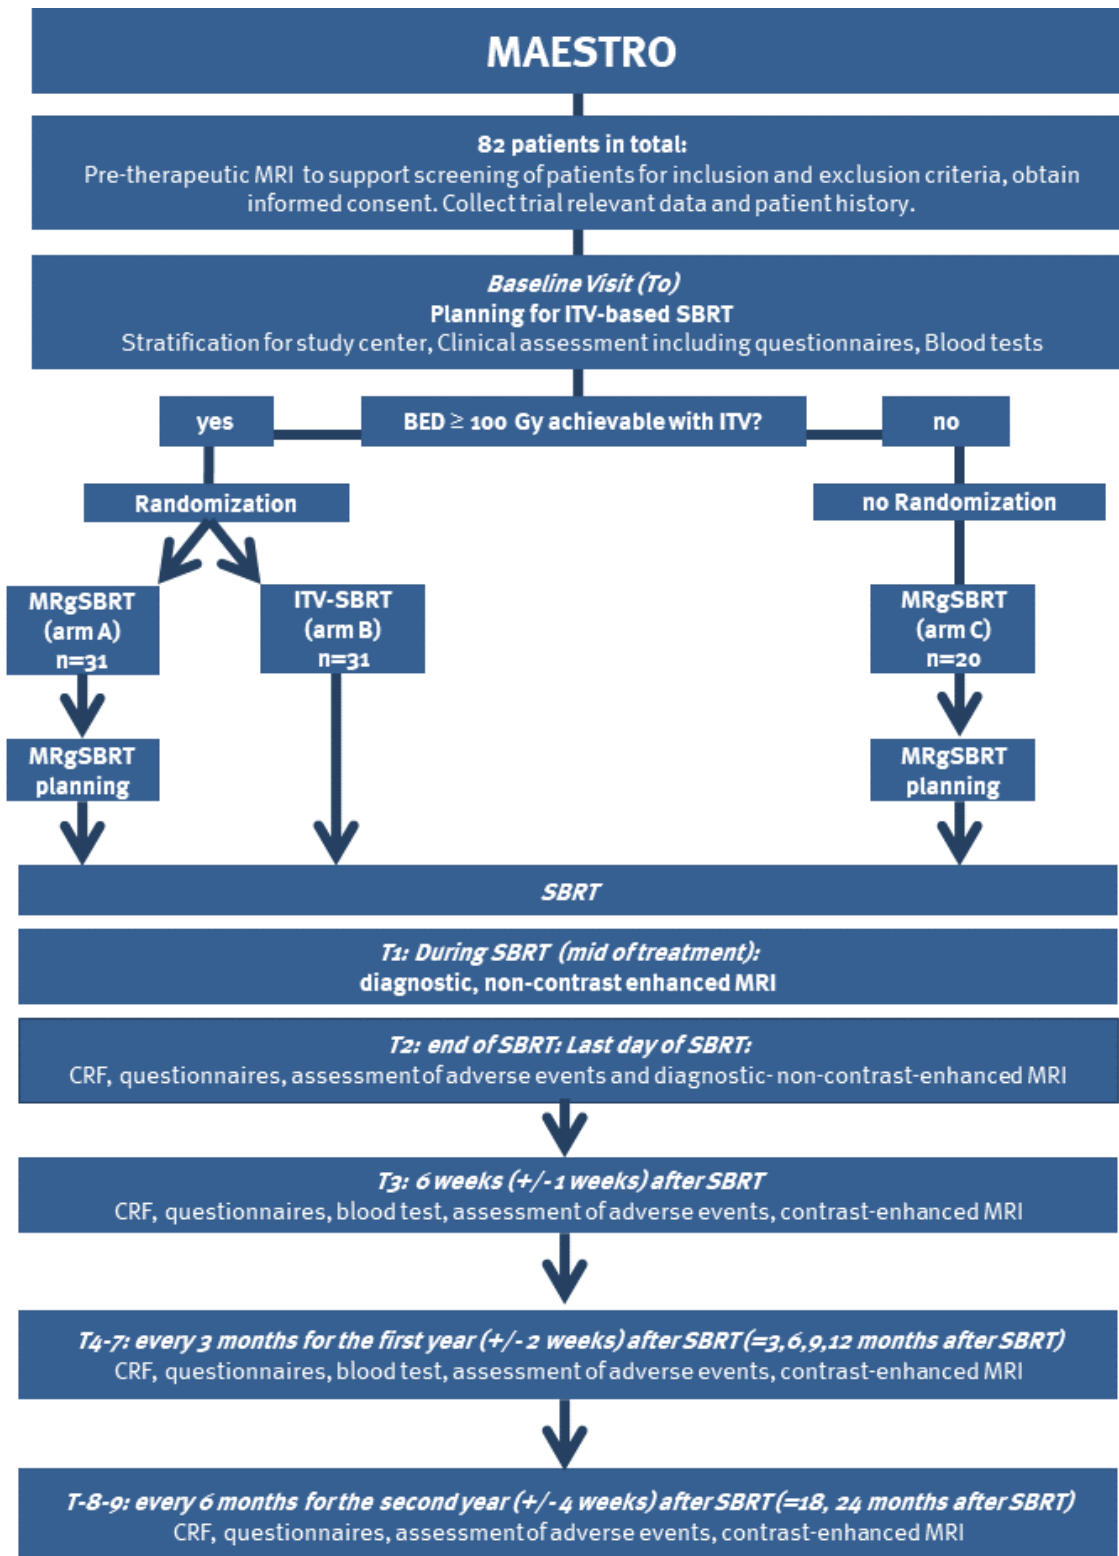 MAESTRO
82 patients in total:
Pre-therapeutic MRI to support screening of patients for inclusion and exclusion criteria, obtain
informed consent. Collect trial relevant data and patient history.
Baseline Visit (T0)
Planning for ITV-based SBRT
Stratification for study center, Clinical assessment including questionnaires, Blood tests
yes
BED ≥ 100 Gy achievable with ITV?
no
Randomization
no Randomization
MRgSBRT
(arm A)
n=31
ITV-SBRT
(arm B)
n=31
MRgSBRT
(arm C)
n=20
MRgSBRT
planning
MRgSBRT
planning
SBRT
T1: During SBRT (mid of treatment):
diagnostic, non-contrast enhanced MRI
T2: end of SBRT: Last day of SBRT:
CRF, questionnaires, assessment of adverse events and diagnostic- non-contrast-enhanced MRI
T3: 6 weeks (+/- 1 weeks) after SBRT
CRF, questionnaires, blood test, assessment of adverse events, contrast-enhanced MRI
T4-7: every 3 months for the first year (+/- 2 weeks) after SBRT (=3,6,9,12 months after SBRT)
CRF, questionnaires, blood test, assessment of adverse events, contrast-enhanced MRI
T-8-9: every 6 months for the second year (+/- 4 weeks) after SBRT (=18, 24 months after SBRT)
CRF, questionnaires, assessment of adverse events, contrast-enhanced MRI